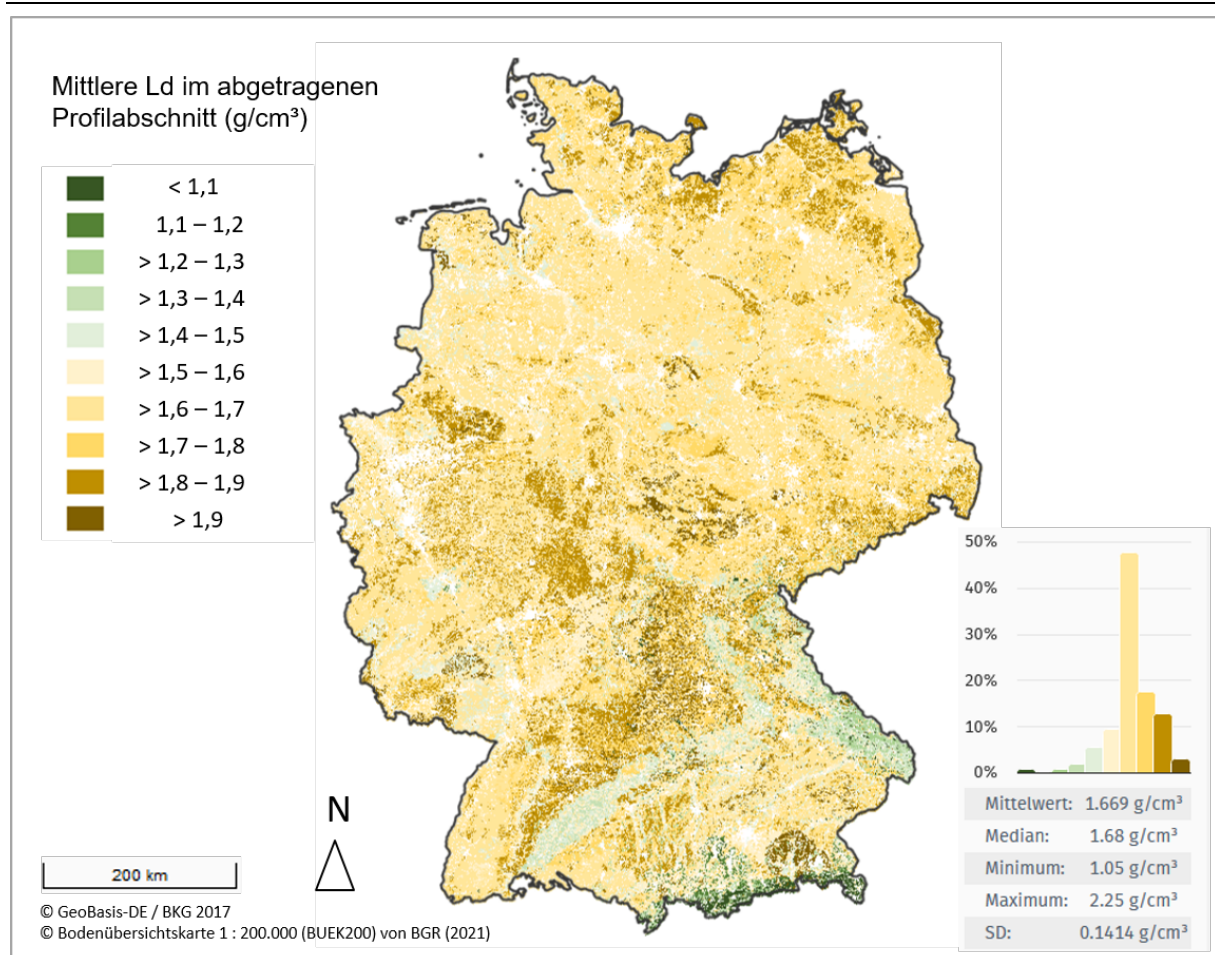 Mittlere Ld im abgetragenen
Profilabschnitt (g/cm³)
< 1,1
1,1 – 1,2
> 1,2 – 1,3
> 1,3 – 1,4
> 1,4 – 1,5
> 1,5 – 1,6
> 1,6 – 1,7
> 1,7 – 1,8
> 1,8 – 1,9
> 1,9
50%
40%
30%
20%
10%
0%
Mittelwert: 1.669 g/cm³
Median: 1.68 g/cm³
Minimum: 1.05 g/cm³
Maximum: 2.25 g/cm³
SD: 0.1414 g/cm³
N
200 km
© GeoBasis-DE / BKG 2017
© Bodenübersichtskarte 1 : 200.000 (BUEK200) von BGR (2021)